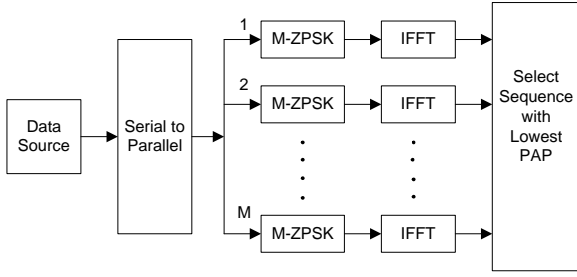 Data
Source
Serial to
Parallel
1
M-ZPSK
IFFT
2
M-ZPSK
IFFT
M
M-ZPSK
IFFT
Select
Sequence
with
Lowest
PAP